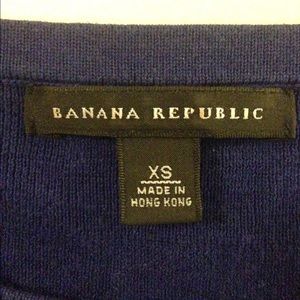 BANANA REPUBLIC
XS
MADE IN
HONG KONG